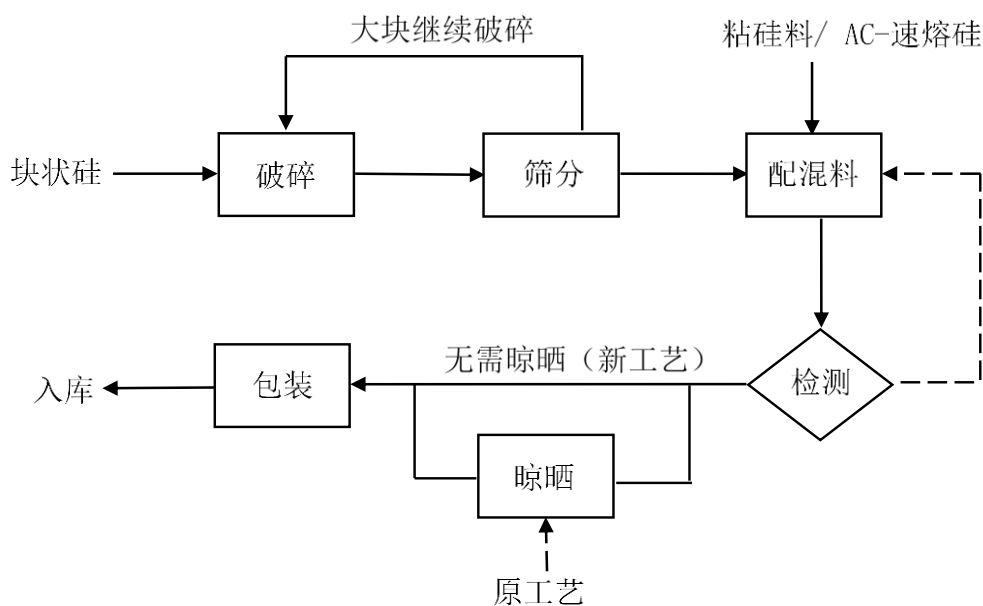 大块继续破碎
粘硅料/ AC-速熔硅
块状硅
破碎
筛分
配混料
无需晾晒（新工艺）
入库
包装
检测
晾晒
原工艺